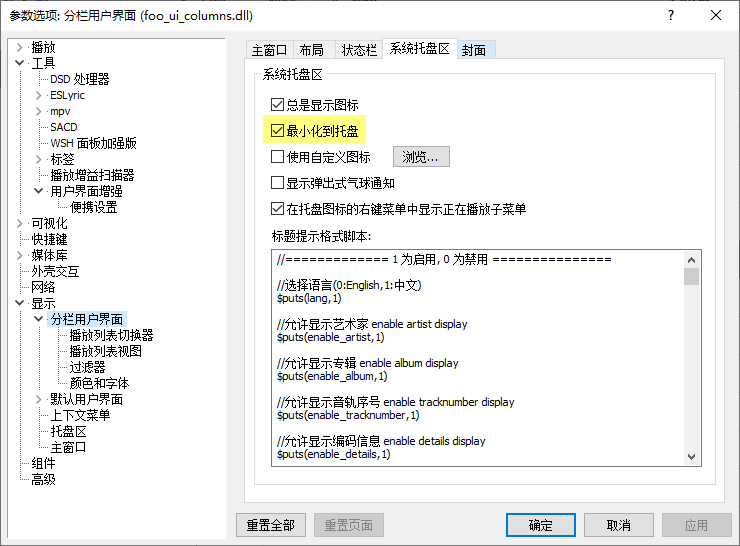 参数选项: 分栏用户界面 (foo_ui_columns.dll)
播放
工具
DSD 处理器
ESLyric
mpv
SACD
WSH 面板加强版
标签
播放增益扫描器
用户界面增强
便携设置
可视化
快捷键
媒体库
外壳交互
网络
显示
分栏用户界面
播放列表切换器
播放列表视图
过滤器
颜色和字体
默认用户界面
上下文菜单
托盘区
主窗口
组件
高级
主窗口 布局 状态栏 系统托盘区 封面
系统托盘区
总是显示图标
最小化到托盘
使用自定义图标 浏览...
显示弹出式气球通知
在托盘图标的右键菜单中显示正在播放子菜单
标题提示格式脚本:
//============= 1 为启用, 0 为禁用 ===============
//选择语言(0:English,1:中文)
$puts(lang,1)
//允许显示艺术家 enable artist display
$puts(enable_artist,1)
//允许显示专辑 enable album display
$puts(enable_album,1)
//允许显示音轨序号 enable tracknumber display
$puts(enable_tracknumber,1)
//允许显示编码信息 enable details display
$puts(enable_details,1)
重置全部 重置页面 确定 取消 应用